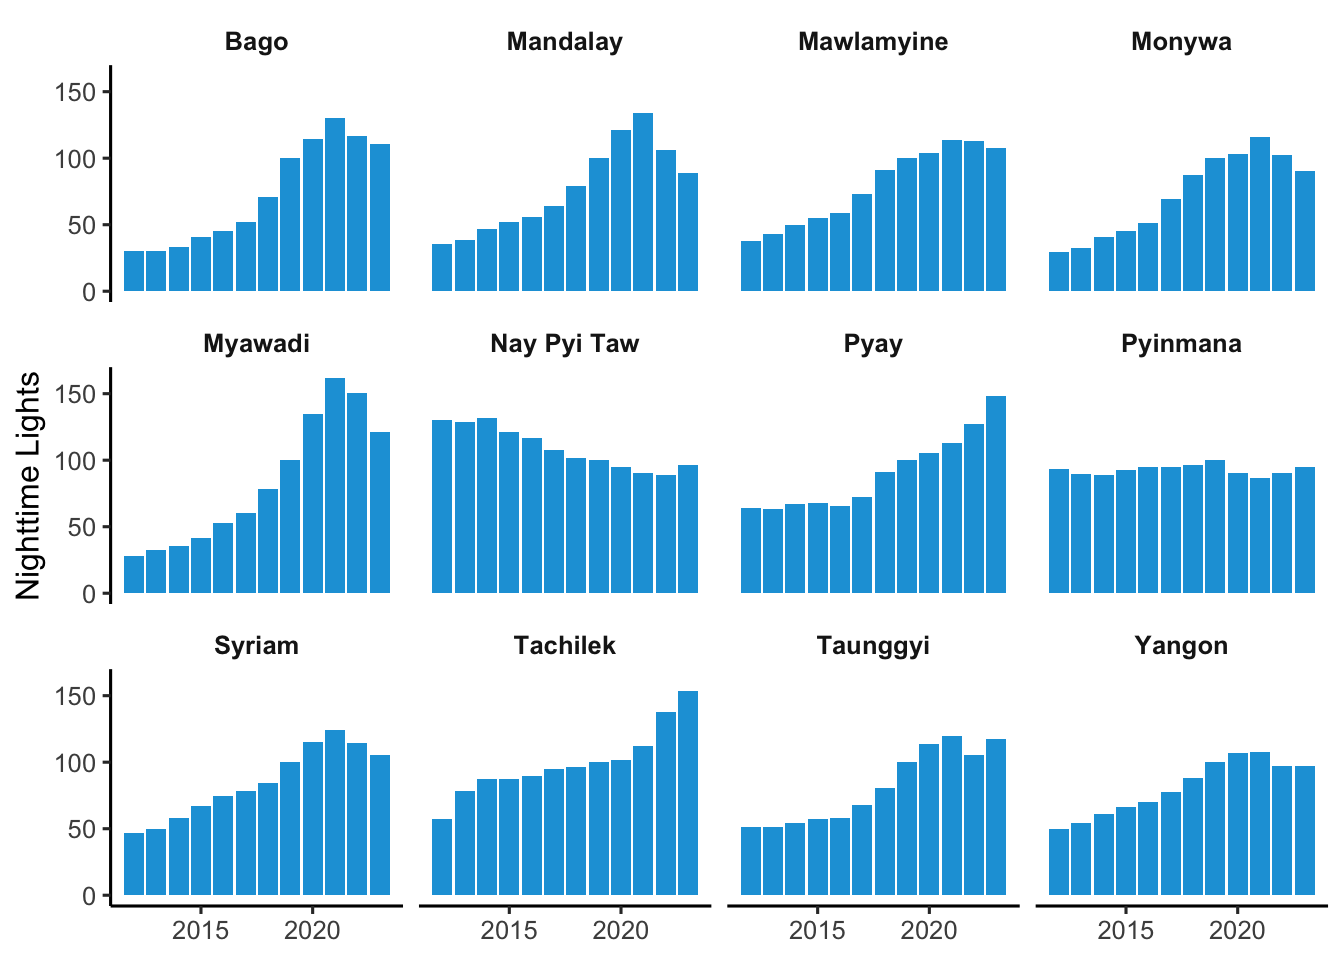 Bago Mandalay Mawlamyine Monywa
150
100
50
0
Myawadi Nay Pyi Taw Pyay Pyinmana
Nighttime Lights
150
100
50
0
Syriam Tachilek Taunggyi Yangon
150
100
50
0
2015 2020 2015 2020 2015 2020 2015 2020